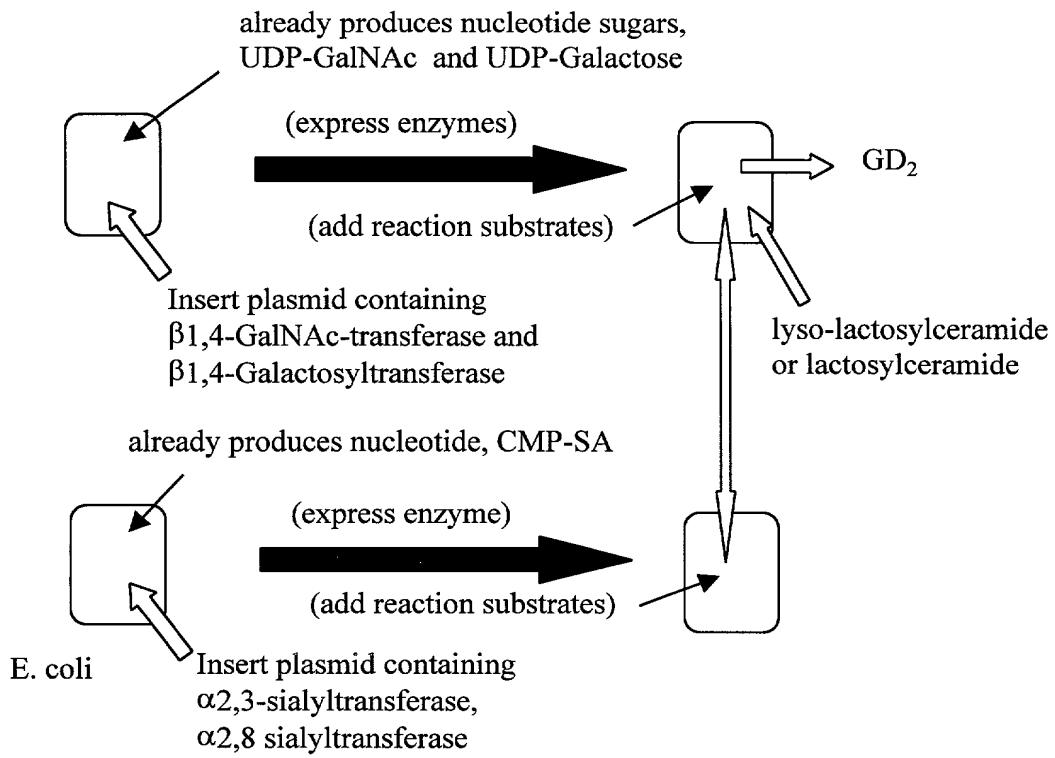 already produces nucleotide sugars,
UDP-GalNAc and UDP-Galactose
(express enzymes)
GD₂
(add reaction substrates)
Insert plasmid containing
β1,4-GalNAc-transferase and
β1,4-Galactosyltransferase
lyso-lactosylceramide
or lactosylceramide
already produces nucleotide, CMP-SA
(express enzyme)
(add reaction substrates)
E. coli
Insert plasmid containing
α2,3-sialyltransferase,
α2,8 sialyltransferase